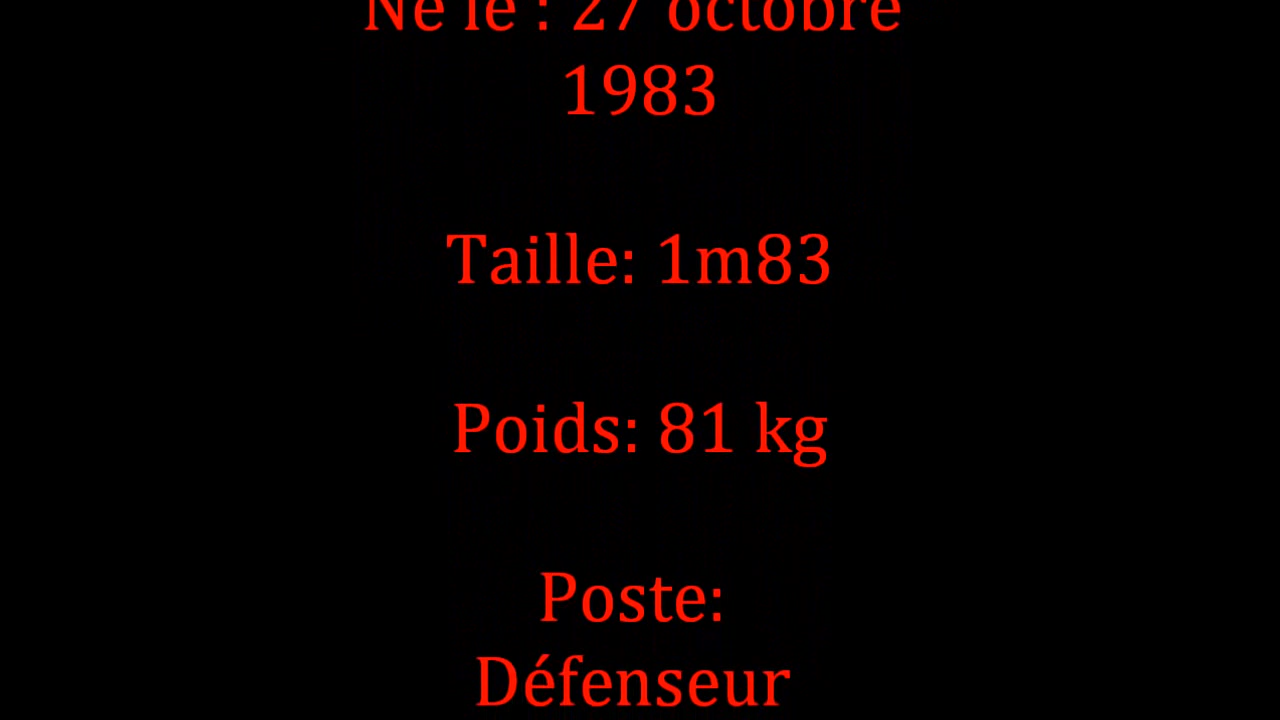 Né le : 27 octobre
1983
Taille: 1m83
Poids: 81 kg
Poste:
Défenseur